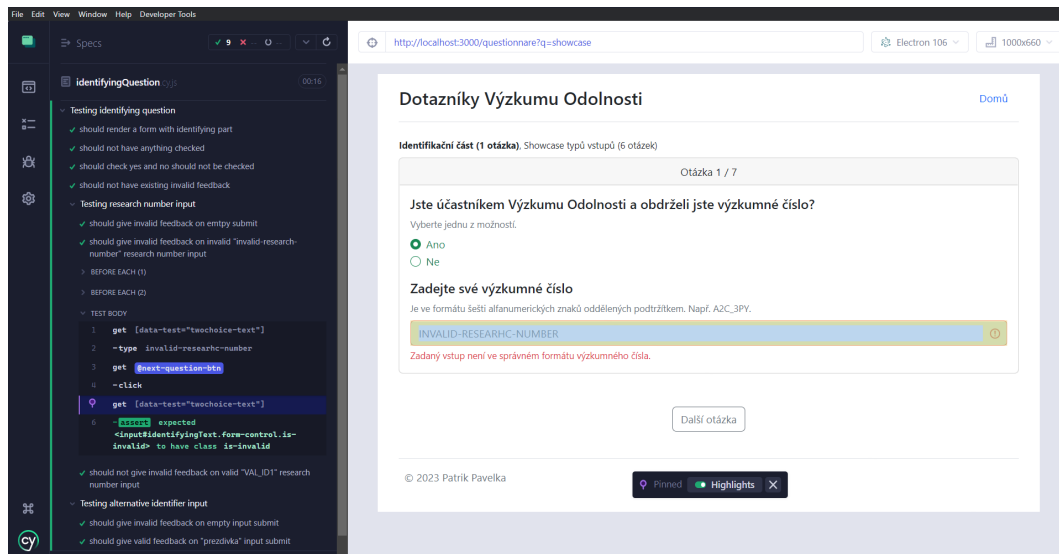 File Edit View Window Help Developer Tools
Specs
9
--
--
http://localhost:3000/questionnare?q=showcase
Electron 106
1000x660
identifyingQuestion.cy.js
00:16
Testing identifying question
should render a form with identifying part
should not have anything checked
should check yes and no should not be checked
should not have existing invalid feedback
Testing research number input
should give invalid feedback on emtpy submit
should give invalid feedback on invalid "invalid-research-
number" research number input
BEFORE EACH (1)
BEFORE EACH (2)
TEST BODY
1 get [data-test="twochoice-text"]
2 -type invalid-researhc-number
3 get @next-question-btn
4 -click
get [data-test="twochoice-text"]
6 -assert expected
<input#identifyingText.form-control.is-
invalid> to have class is-invalid
should not give invalid feedback on valid "VAL_ID1" research
number input
Testing alternative identifier input
should give invalid feedback on empty input submit
should give valid feedback on "prezdivka" input submit
cy
Dotazníky Výzkumu Odolnosti
Domů
Identifikační část (1 otázka), Showcase typů vstupů (6 otázek)
Otázka 1 / 7
Jste účastníkem Výzkumu Odolnosti a obdrželi jste výzkumné číslo?
Vyberte jednu z možností.
Ano
Ne
Zadejte své výzkumné číslo
Je ve formátu šesti alfanumerických znaků oddělených podtržítkem. Např. A2C_3PY.
INVALID-RESEARHC-NUMBER
Zadaný vstup není ve správném formátu výzkumného čísla.
Další otázka
© 2023 Patrik Pavelka
Pinned
Highlights